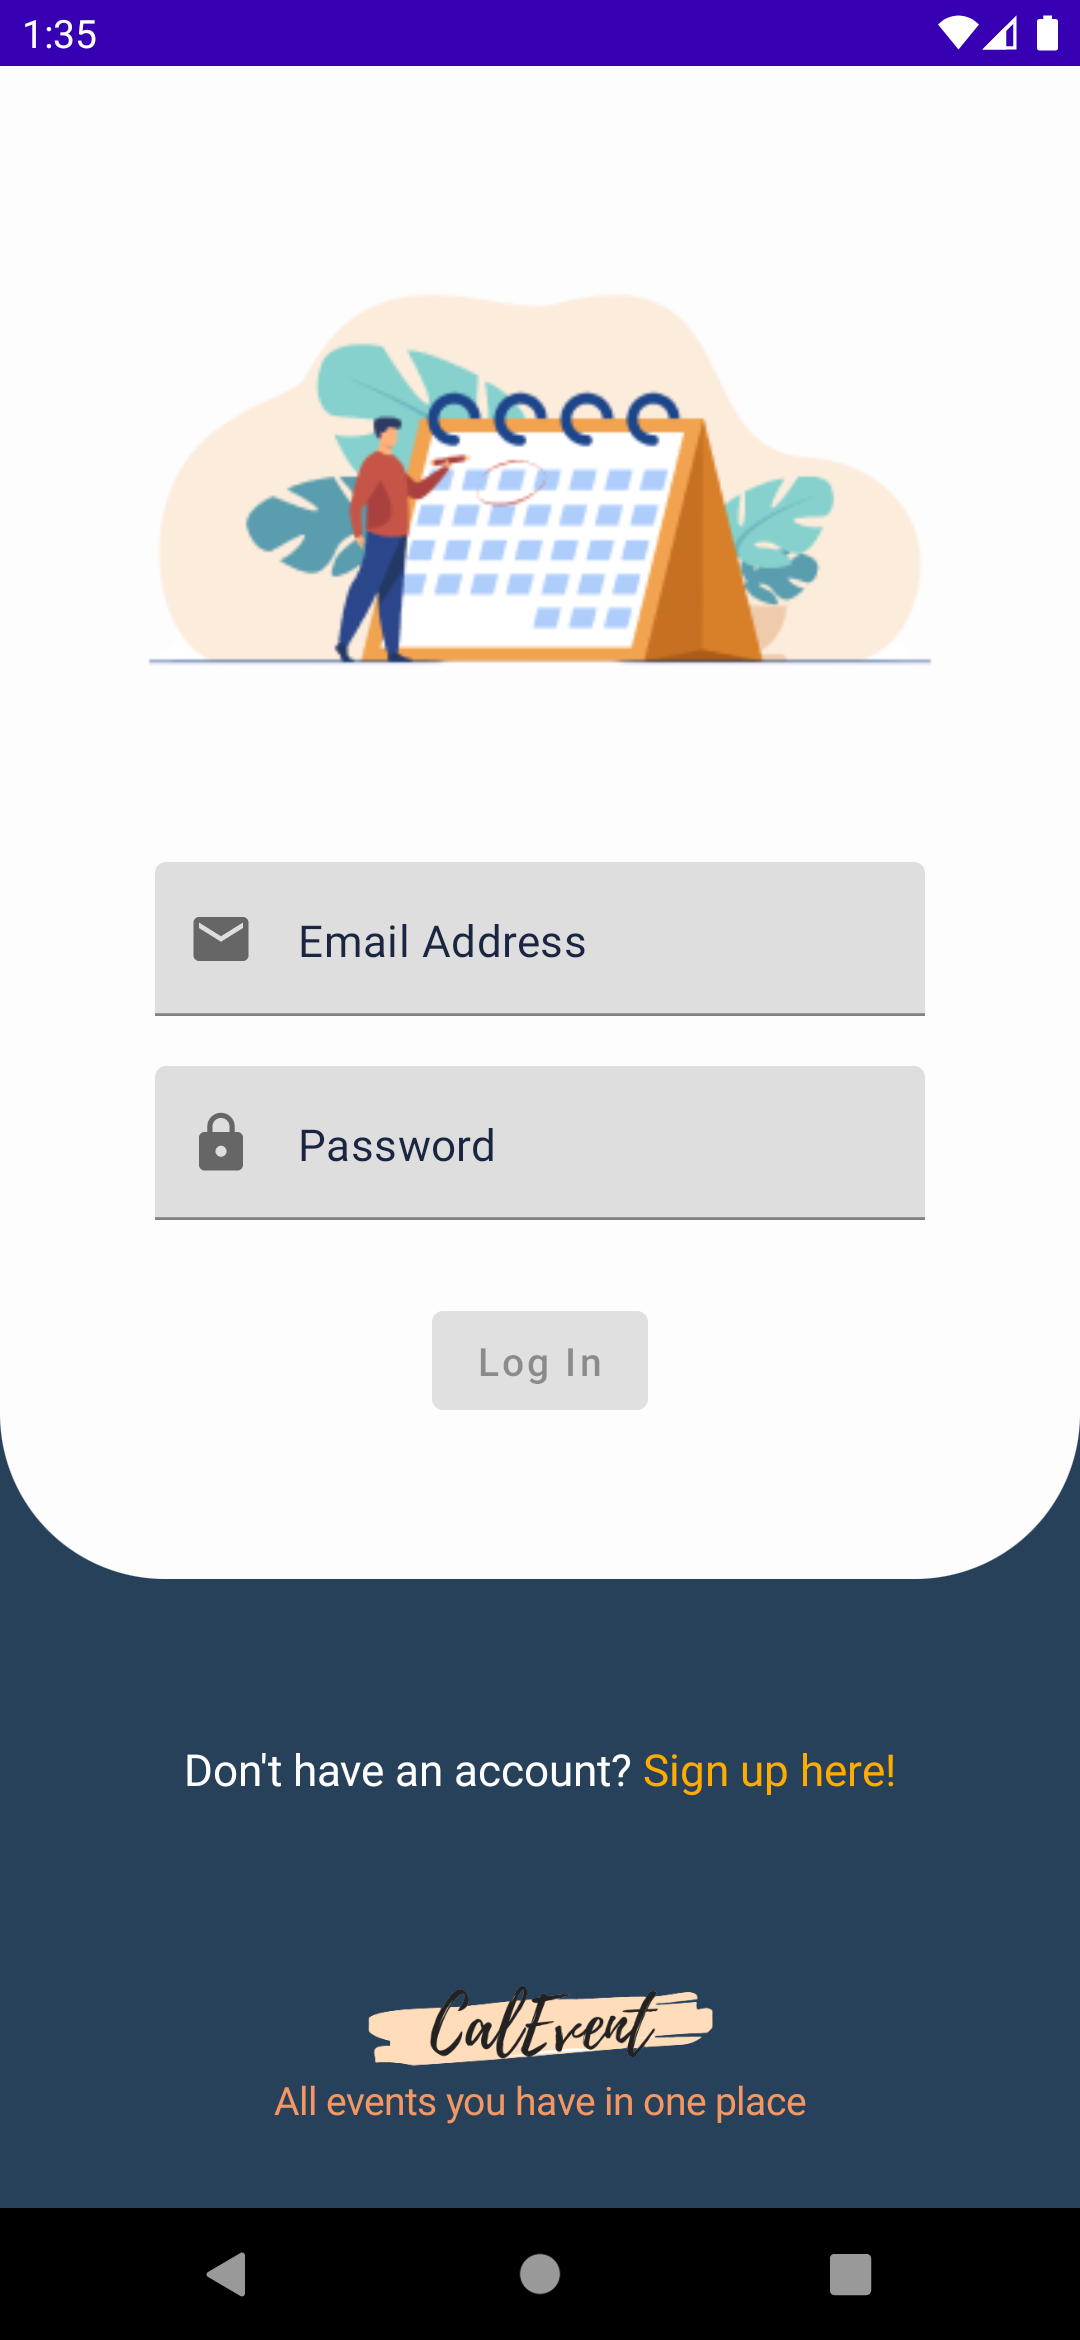 1:35
Email Address
Password
Log In
Don't have an account? Sign up here!
CalEvent
All events you have in one place